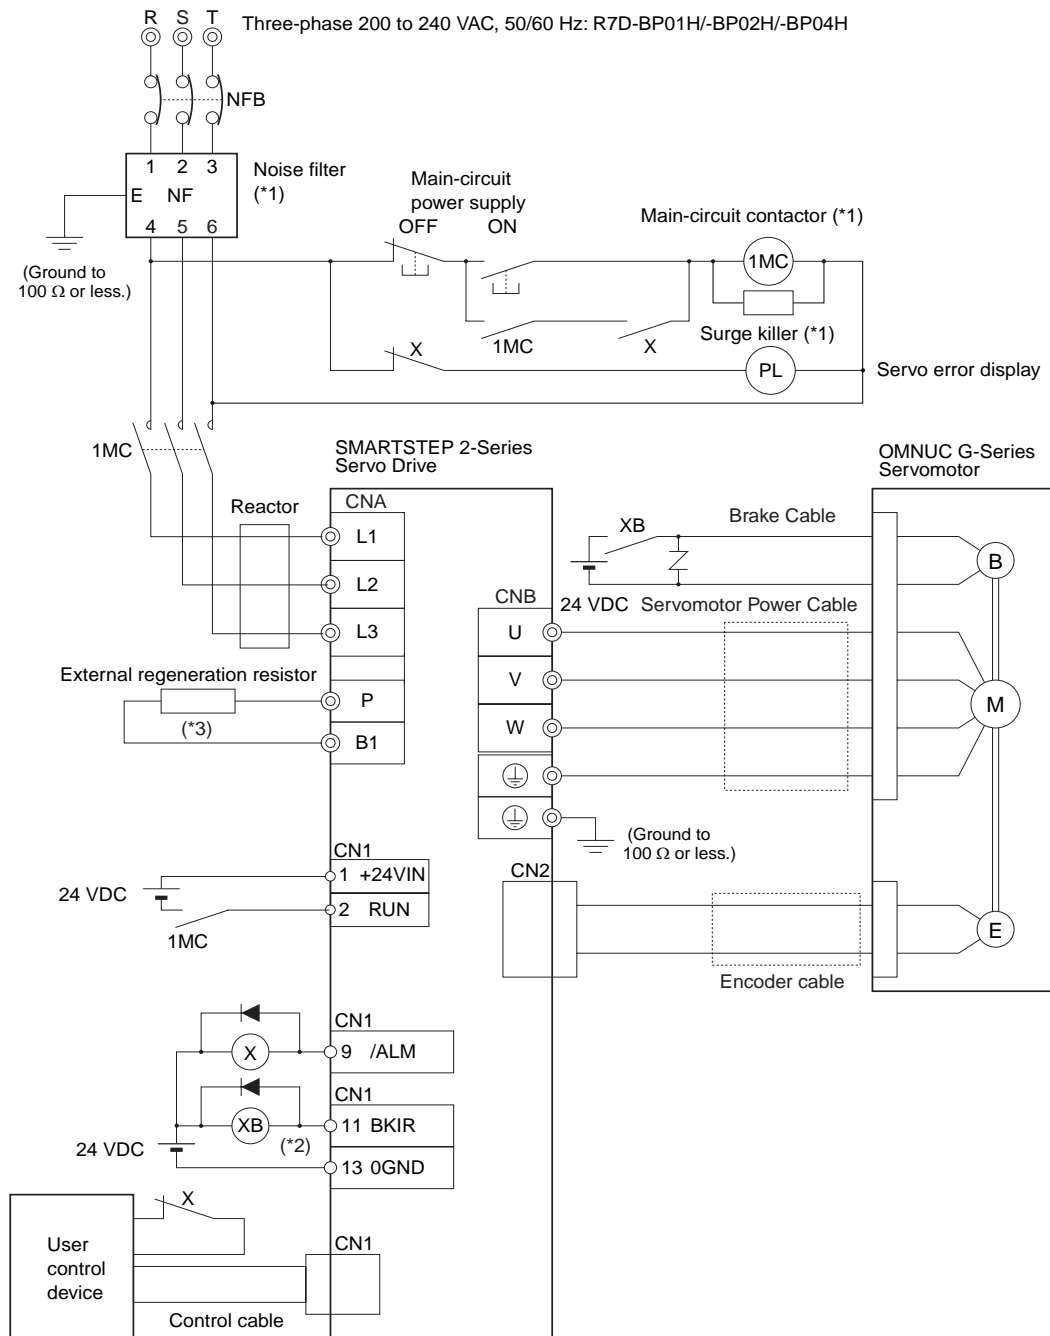 R S T
Three-phase 200 to 240 VAC, 50/60 Hz: R7D-BP01H/-BP02H/-BP04H
NFB
1 2 3
E NF
4 5 6
Noise filter
(*1)
(Ground to
100 Ω or less.)
Main-circuit
power supply
OFF ON
Main-circuit contactor (*1)
1MC
Surge killer (*1)
1MC
X
X
PL
Servo error display
1MC
SMARTSTEP 2-Series
Servo Drive
OMNUC G-Series
Servomotor
Reactor
CNA
L1
L2
L3
External regeneration resistor
(*3)
P
B1
XB
Brake Cable
24 VDC
Servomotor Power Cable
B
CNB
U
V
W
M
(Ground to
100 Ω or less.)
CN1
1 +24VIN
24 VDC
2 RUN
1MC
CN2
E
Encoder cable
CN1
X
9 /ALM
CN1
XB
(*2)
11 BKIR
24 VDC
13 0GND
X
User
control
device
CN1
Control cable